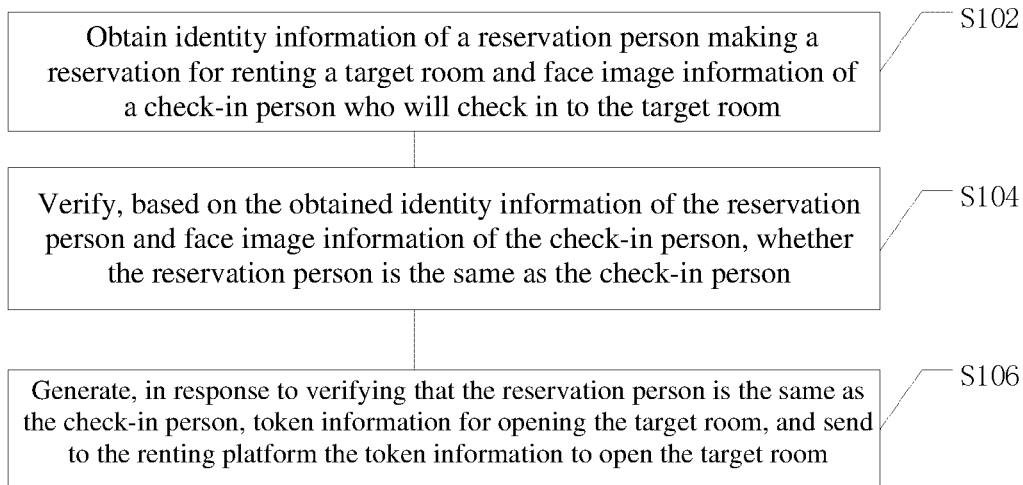 Obtain identity information of a reservation person making a
reservation for renting a target room and face image information of
a check-in person who will check in to the target room
S102
Verify, based on the obtained identity information of the reservation
person and face image information of the check-in person, whether
the reservation person is the same as the check-in person
S104
Generate, in response to verifying that the reservation person is the same as
the check-in person, token information for opening the target room, and send
to the renting platform the token information to open the target room
S106